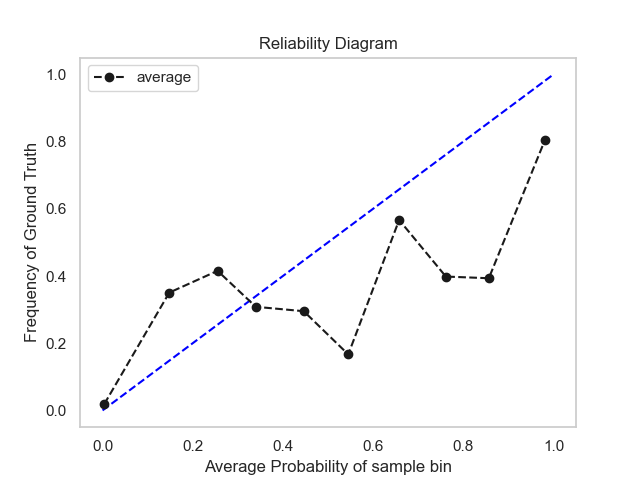 Reliability Diagram
average
1.0
0.8
0.6
0.4
0.2
0.0
Frequency of Ground Truth
0.0 0.2 0.4 0.6 0.8 1.0
Average Probability of sample bin